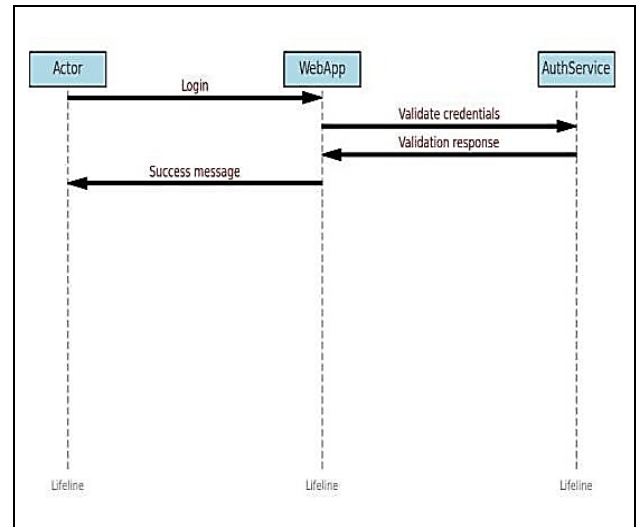 Actor WebApp AuthService
Login
Validate credentials
Validation response
Success message
Lifeline Lifeline Lifeline